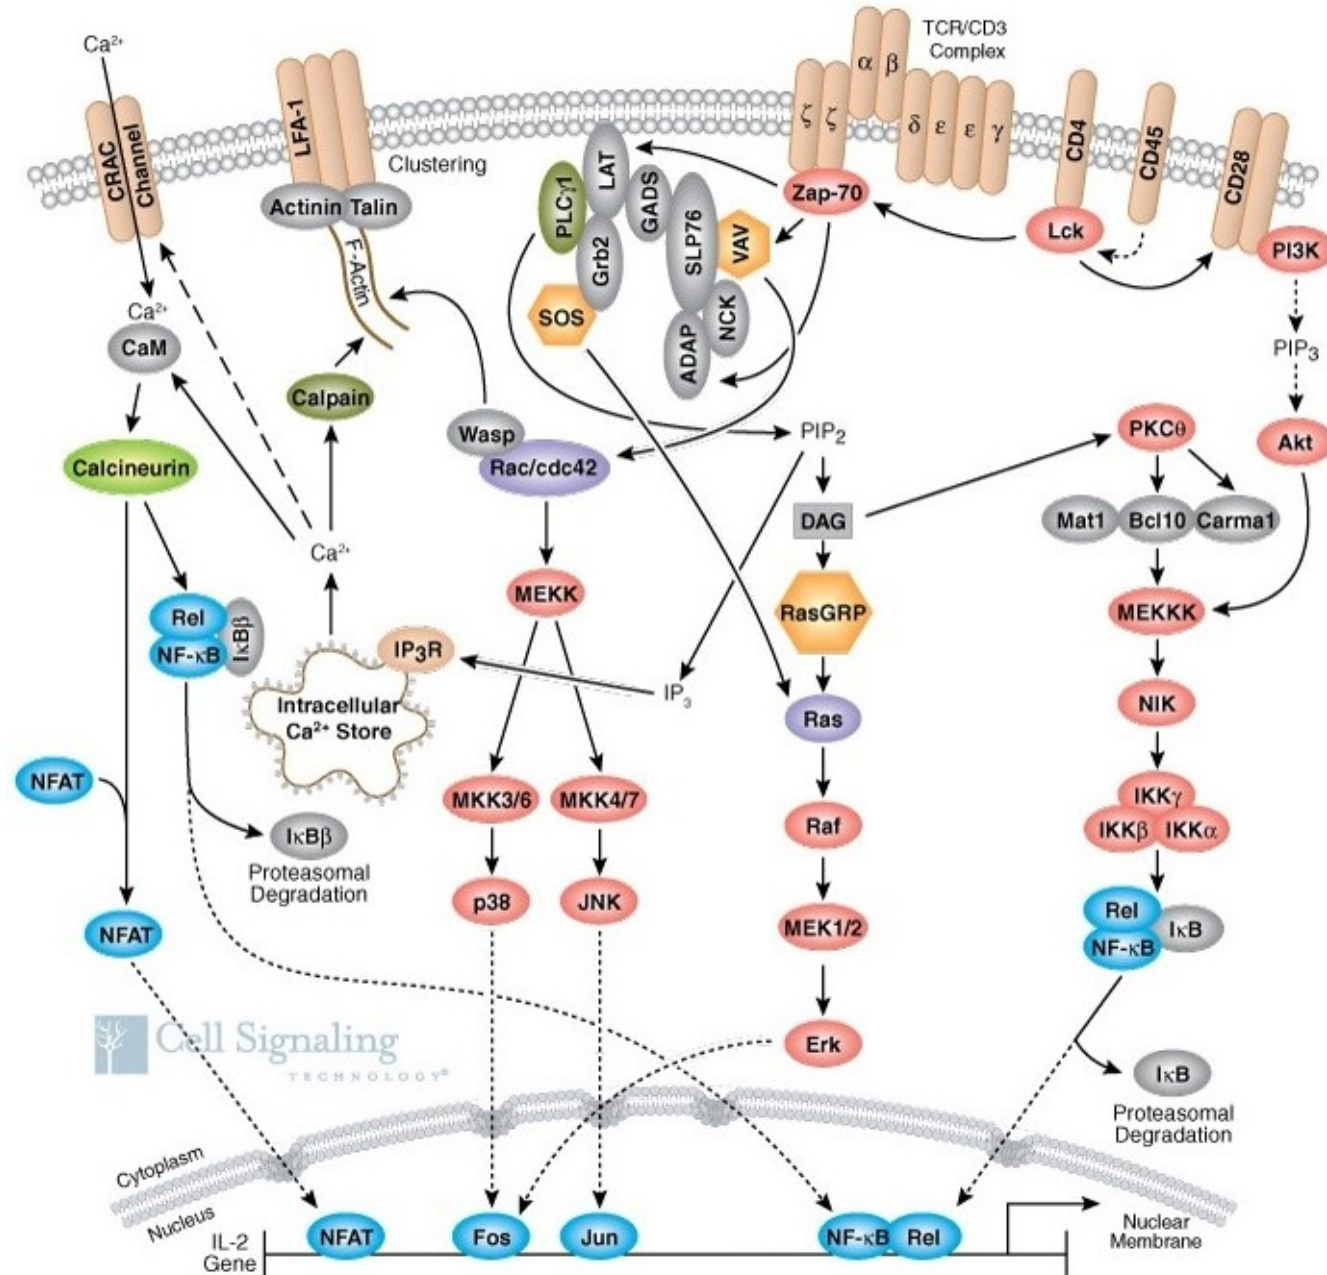 TCR/CD3
Complex
Ca²⁺
CRAC
Channel
LFA-1
Clustering
Actinin
Talin
F-Actin
PLCγ1
LAT
GADS
Grb2
SLP76
VAV
SOS
ADAP
NCK
α
β
ζ
ζ
δ
ε
ε
γ
Zap-70
CD4
CD45
CD28
Lck
PI3K
PIP₃
Akt
Ca²⁺
CaM
Calcineurin
Calpain
Wasp
Rac/cdc42
PIP₂
PKCθ
DAG
Mat1
Bcl10
Carma1
Ca²⁺
MEKK
RasGRP
MEKKK
Rel
NF-κB
IκBβ
IP₃R
Intracellular
Ca²⁺ Store
IP₃
Ras
NIK
NFAT
MKK3/6
MKK4/7
Raf
IKKγ
IKKβ
IKKα
IκBβ
Proteasomal
Degradation
p38
JNK
NFAT
MEK1/2
Rel
NF-κB
IκB
Cell Signaling
TECHNOLOGY®
Erk
IκB
Proteasomal
Degradation
Cytoplasm
Nucleus
Nuclear
Membrane
IL-2
Gene
NFAT
Fos
Jun
NF-κB
Rel